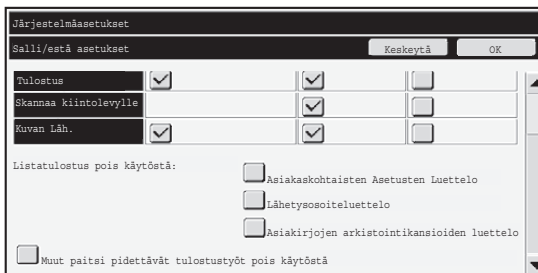 Järjestelmäasetukset
Salli/estä asetukset
Keskeytä
OK
Tulostus
Skannaa kiintolevylle
Kuvan Läh.
Listatulostus pois käytöstä:
Asiakaskohtaisten Asetusten Luettelo
Lähetysosoiteluettelo
Asiakirjojen arkistointikansioiden luettelo
Muut paitsi pidettävät tulostustyöt pois käytöstä